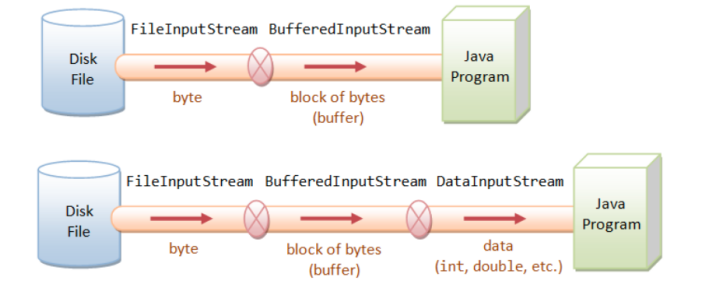 FileInputStream BufferedInputStream
Disk
File
Java
Program
byte
block of bytes
(buffer)
FileInputStream BufferedInputStream DataInputStream
Disk
File
Java
Program
byte
block of bytes
(buffer)
data
(int, double, etc.)